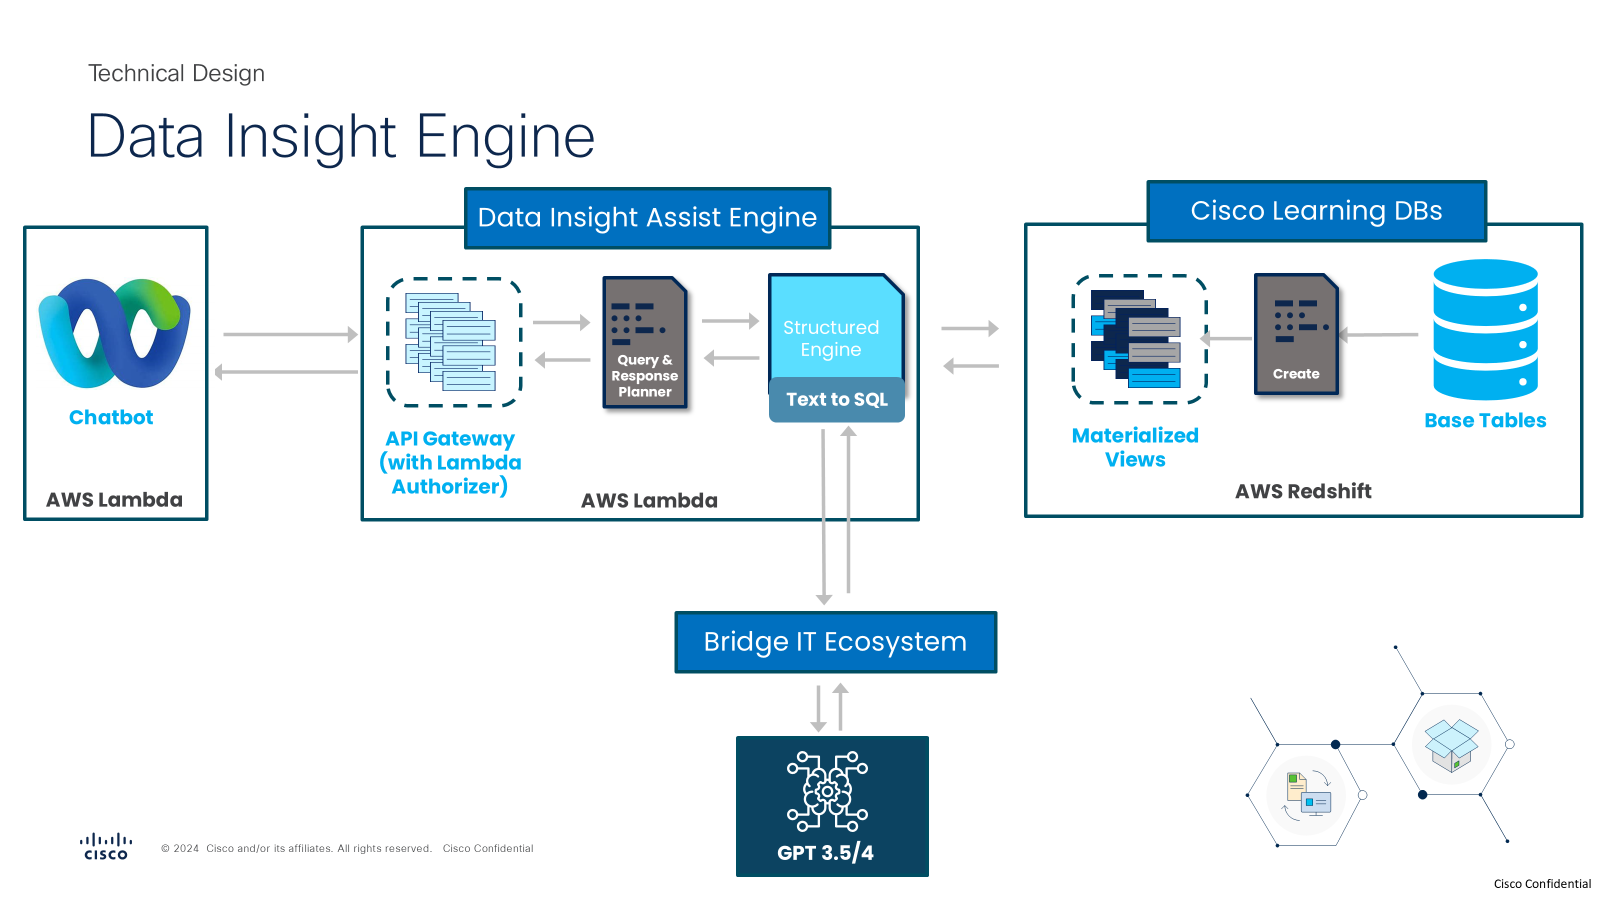 Technical Design
Data Insight Engine
Data Insight Assist Engine
Cisco Learning DBs
Chatbot
AWS Lambda
API Gateway
(with Lambda
Authorizer)
Query &
Response
Planner
Structured
Engine
Text to SQL
AWS Lambda
Materialized
Views
Create
Base Tables
AWS Redshift
Bridge IT Ecosystem
GPT 3.5/4
CISCO
© 2024 Cisco and/or its affiliates. All rights reserved. Cisco Confidential
Cisco Confidential